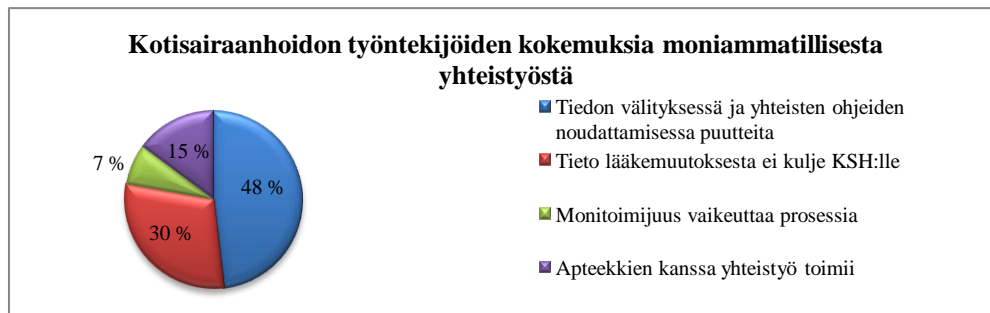 Kotisairaanhoidon työntekijöiden kokemuksia moniammatillisesta
yhteistyöstä
48 %
30 %
7 %
15 %
Tiedon välityksessä ja yhteisten ohjeiden
noudattamisessa puutteita
Tieto lääkemuutoksesta ei kulje KSH:lle
Monitoimijuus vaikeuttaa prosessia
Apteekkien kanssa yhteistyö toimii